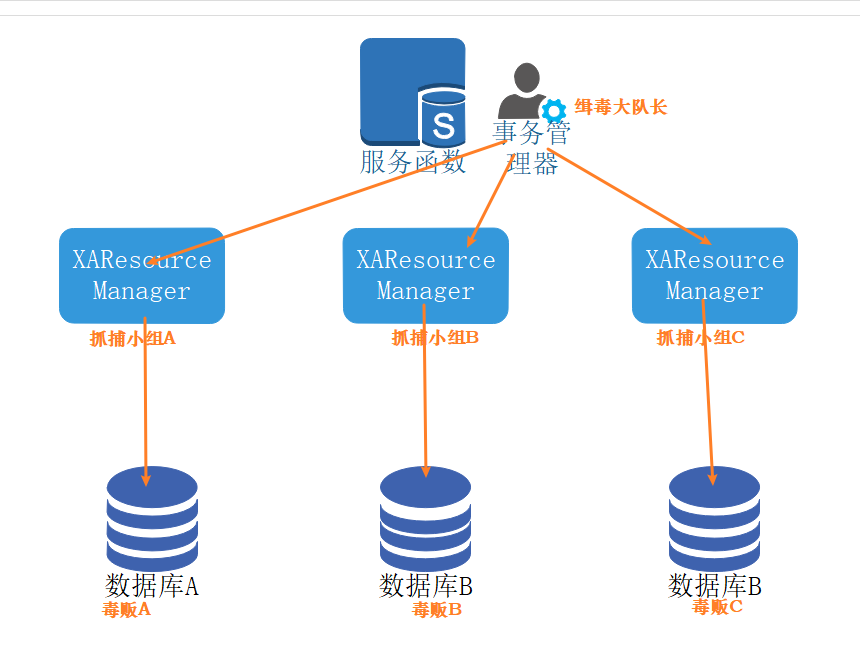 S
缉毒大队长
服务函数
事务管
理器
XAResource
Manager
XAResource
Manager
XAResource
Manager
抓捕小组A
抓捕小组B
抓捕小组C
数据库A
数据库B
数据库B
毒贩A
毒贩B
毒贩C